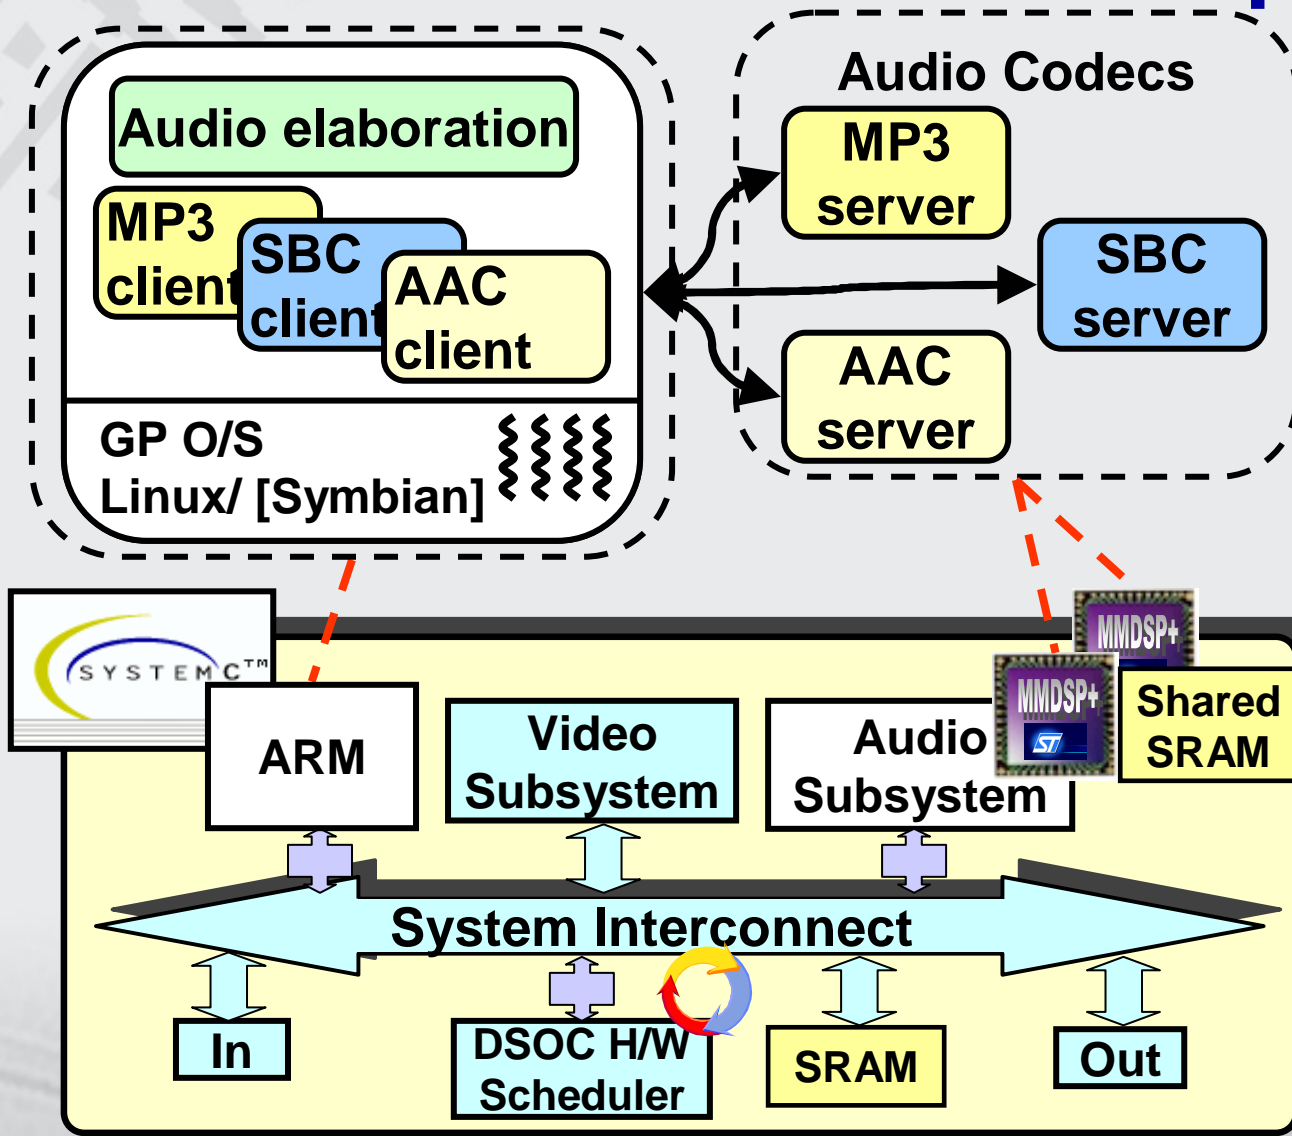 Audio elaboration
MP3
client
SBC
client
AAC
client
GP O/S
Linux/ [Symbian]
Audio Codecs
MP3
server
SBC
server
AAC
server
SYSTEMC™
ARM
Video
Subsystem
Audio
Subsystem
MMDSP+
MMDSP+
ST
Shared
SRAM
System Interconnect
In
DSOC H/W
Scheduler
SRAM
Out